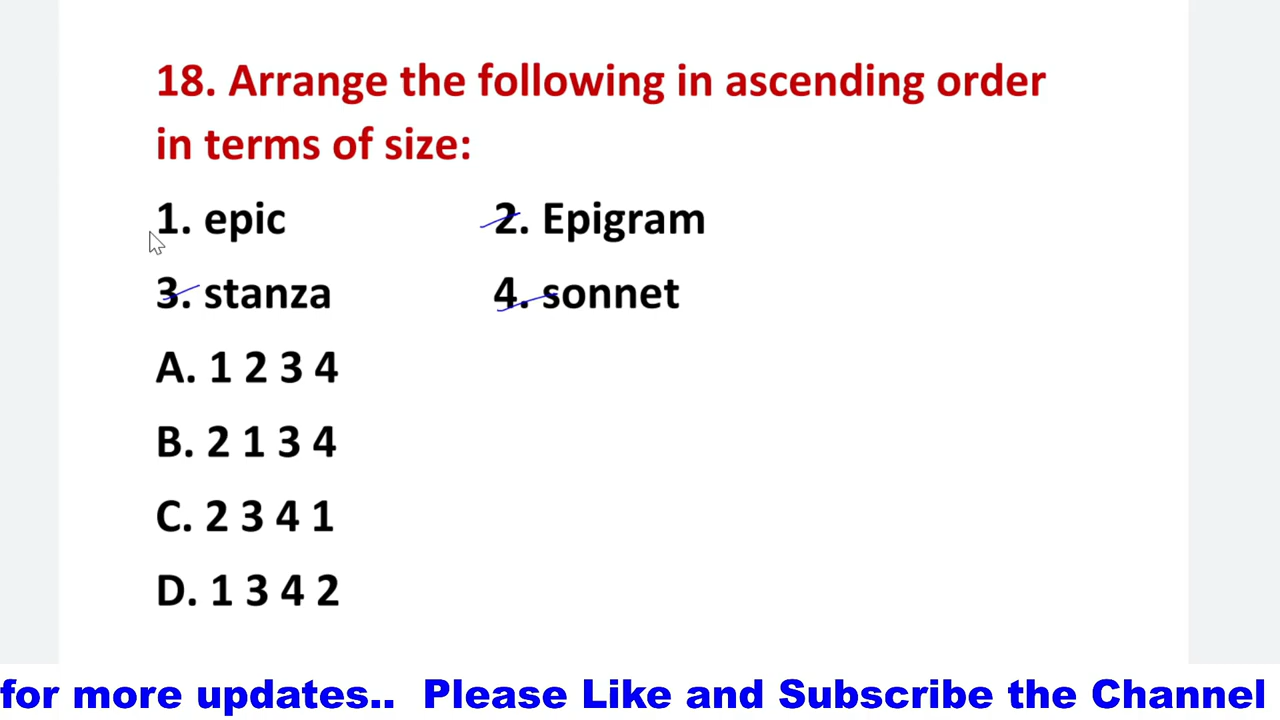 18. Arrange the following in ascending order
in terms of size:
1. epic 2. Epigram
3. stanza 4. sonnet
A. 1 2 3 4
B. 2 1 3 4
C. 2 3 4 1
D. 1 3 4 2
for more updates.. Please Like and Subscribe the Channel